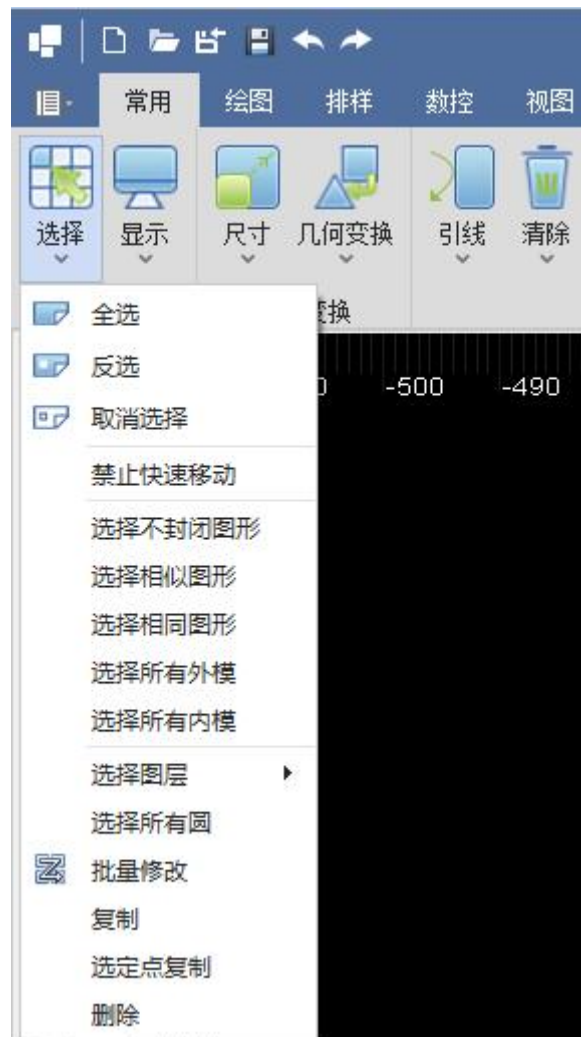 常用 绘图 排样 数控 视图
选择 显示 尺寸 几何变换 引线 清除
变换
全选
反选
-500 -490
取消选择
禁止快速移动
选择不封闭图形
选择相似图形
选择相同图形
选择所有外模
选择所有内模
选择图层
选择所有圆
批量修改
复制
选定点复制
删除